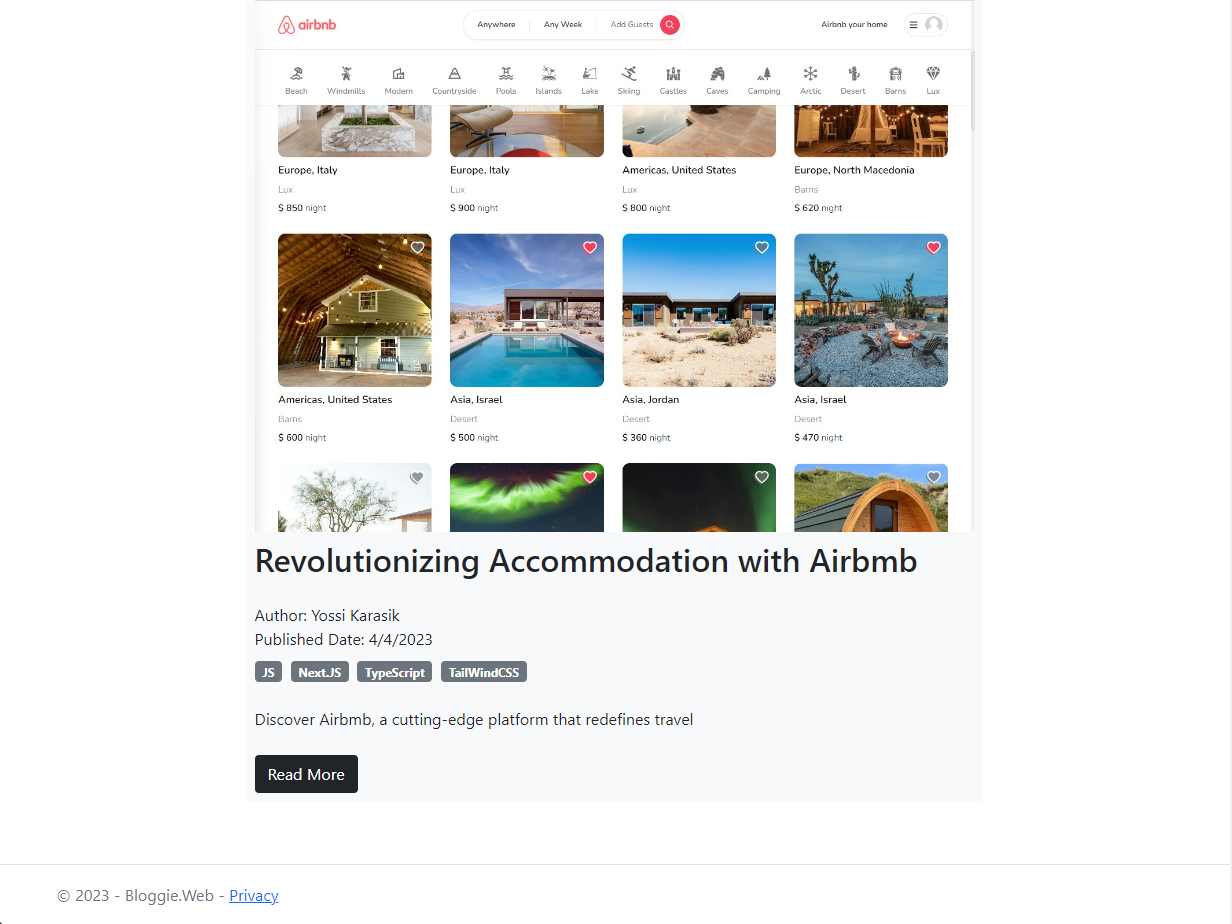 airbnb
Anywhere Any Week Add Guests Airbnb your home
Beach Windmills Modern Countryside Pools Islands Lake Skiing Castles Caves Camping Arctic Desert Barns Lux
Europe, Italy Europe, Italy Americas, United States Europe, North Macedonia
Lux Lux Lux Barns
$ 850 night $ 900 night $ 800 night $ 620 night
Americas, United States Asia, Israel Asia, Jordan Asia, Israel
Barns Desert Desert Desert
$ 600 night $ 500 night $ 360 night $ 470 night
Revolutionizing Accommodation with Airbmb
Author: Yossi Karasik
Published Date: 4/4/2023
JS Next.JS TypeScript TailWindCSS
Discover Airbmb, a cutting-edge platform that redefines travel
Read More
© 2023 - Bloggie.Web - Privacy